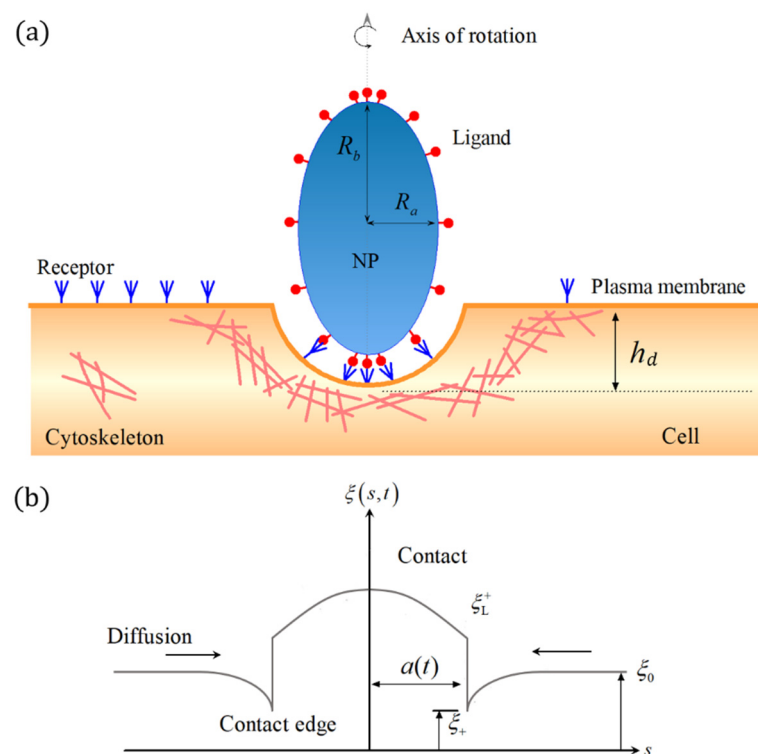 (a)
Axis of rotation
R_b
Ligand
R_a
NP
Receptor
Plasma membrane
h_d
Cytoskeleton
Cell
(b)
ξ(s,t)
Contact
ξ_L^+
Diffusion
a(t)
ξ_0
Contact edge
ξ_+
s